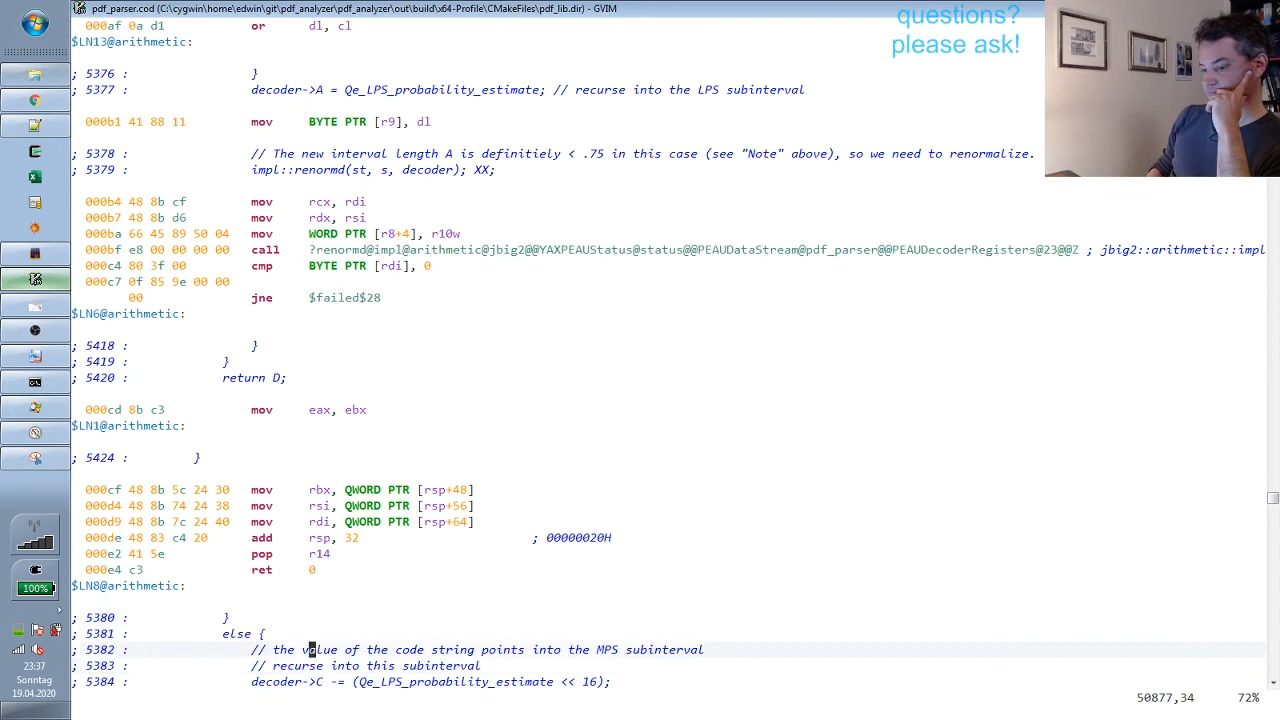 pdf_parser.cod (C:\cygwin\home\edwin\git\pdf_analyzer\pdf_analyzer\out\build\x64-Profile\CMakeFiles\pdf_lib.dir) - GVIM
questions?
please ask!
000af 0a d1 or dl, cl
$LN13@arithmetic:
; 5376 : }
; 5377 : decoder->A = Qe_LPS_probability_estimate; // recurse into the LPS subinterval
000b1 41 88 11 mov BYTE PTR [r9], dl
; 5378 : // The new interval length A is definitiely < .75 in this case (see "Note" above), so we need to renormalize.
; 5379 : impl::renormd(st, s, decoder); XX;
000b4 48 8b cf mov rcx, rdi
000b7 48 8b d6 mov rdx, rsi
000ba 66 45 89 50 04 mov WORD PTR [r8+4], r10w
000bf e8 00 00 00 00 call ?renormd@impl@arithmetic@jbig2@@YAXPEAUStatus@status@@PEAUDataStream@pdf_parser@@PEAUDecoderRegisters@23@@Z ; jbig2::arithmetic::impl
000c4 80 3f 00 cmp BYTE PTR [rdi], 0
000c7 0f 85 9e 00 00
00 jne $failed$28
$LN6@arithmetic:
; 5418 : }
; 5419 : }
; 5420 : return D;
000cd 8b c3 mov eax, ebx
$LN1@arithmetic:
; 5424 : }
000cf 48 8b 5c 24 30 mov rbx, QWORD PTR [rsp+48]
000d4 48 8b 74 24 38 mov rsi, QWORD PTR [rsp+56]
000d9 48 8b 7c 24 40 mov rdi, QWORD PTR [rsp+64]
000de 48 83 c4 20 add rsp, 32 ; 00000020H
000e2 41 5e pop r14
000e4 c3 ret 0
$LN8@arithmetic:
; 5380 : }
; 5381 : else {
; 5382 : // the value of the code string points into the MPS subinterval
; 5383 : // recurse into this subinterval
; 5384 : decoder->C -= (Qe_LPS_probability_estimate << 16);
50877,34 72%
100%
23:37
Sonntag
19.04.2020